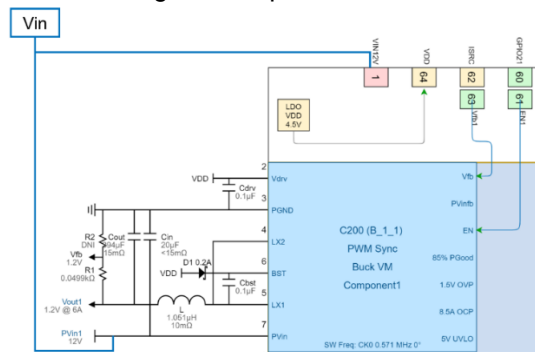 Vin
VIN12V
VDD
ISRC
GPIO21
1
64
62
60
63
61
Vfb1
EN1
LDO
VDD
4.5V
2
VDD
Vdrv
Cdrv
0.1µF
3
PGND
4
LX2
6
BST
5
LX1
7
PVin
R2
DNI
Cout
494µF
15mΩ
Cin
20µF
<15mΩ
Vfb
1.2V
R1
0.0499kΩ
D1 0.2A
VDD
Cbst
0.1µF
Vout1
1.2V @ 6A
L
1.051µH
10mΩ
PVin1
12V
C200 (B_1_1)
PWM Sync
Buck VM
Component1
Vfb
PVinfb
EN
85% PGood
1.6V OVP
8.5A OCP
5V UVLO
SW Freq: CK0 0.571 MHz 0°